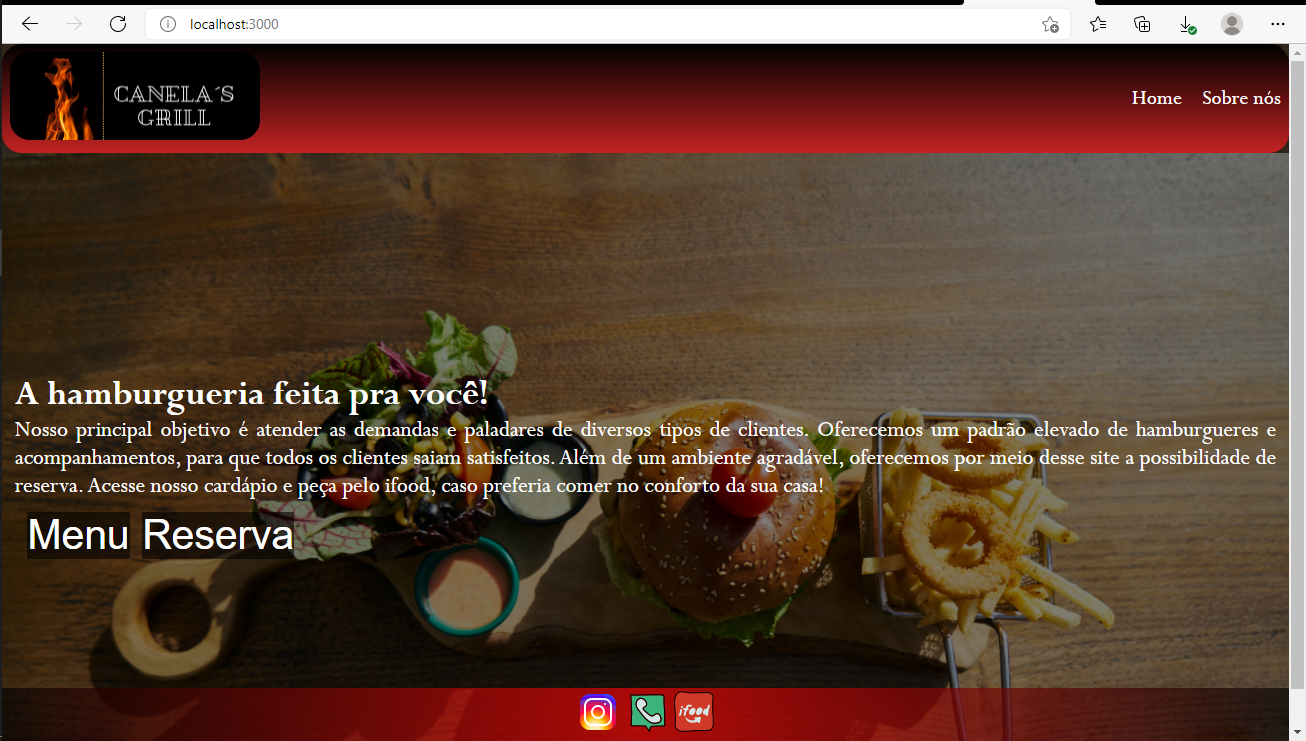 localhost:3000
CANELA´S
GRILL
Home Sobre nós
A hamburgueria feita pra você!
Nosso principal objetivo é atender as demandas e paladares de diversos tipos de clientes. Oferecemos um padrão elevado de hamburgueres e
acompanhamentos, para que todos os clientes saiam satisfeitos. Além de um ambiente agradável, oferecemos por meio desse site a possibilidade de
reserva. Acesse nosso cardápio e peça pelo ifood, caso preferia comer no conforto da sua casa!
Menu Reserva
ifood